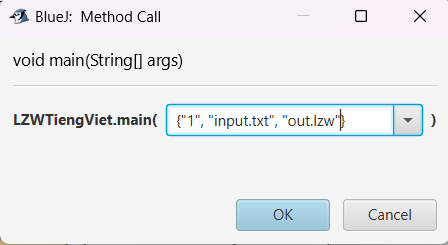 BlueJ: Method Call
void main(String[] args)
LZWTiengViet.main( {"1", "input.txt", "out.lzw"} )
OK Cancel